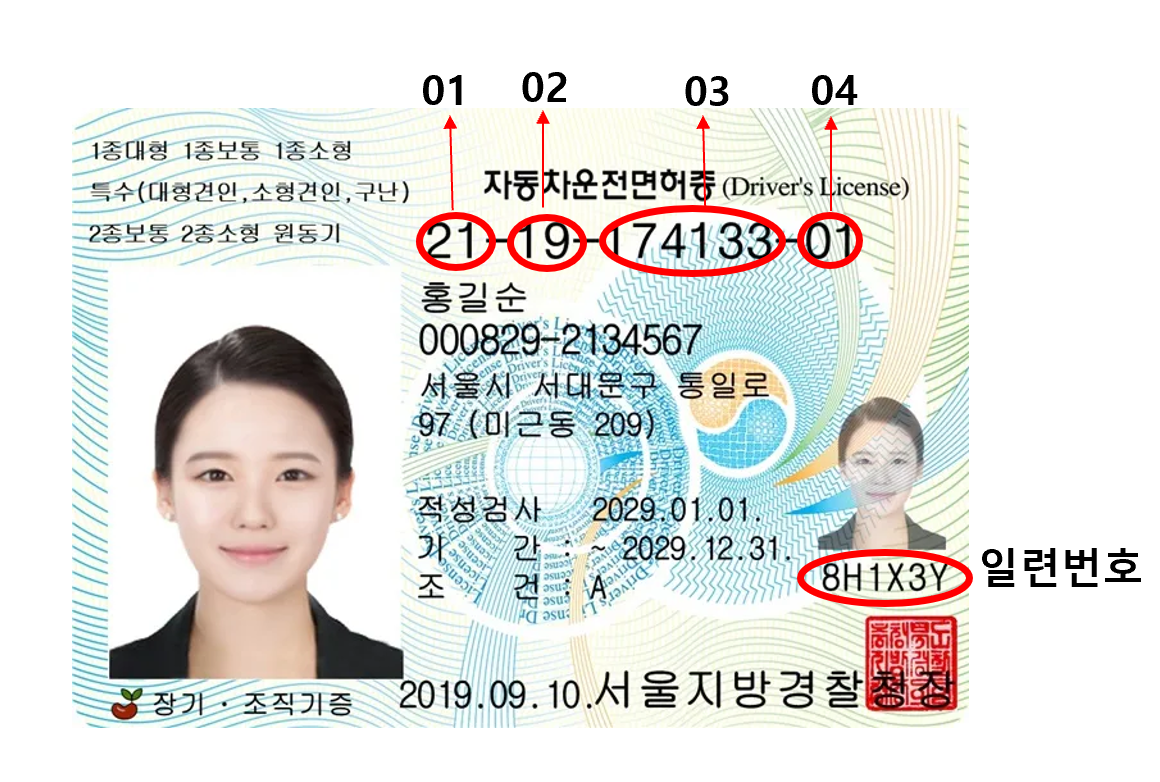 01 02 03 04
1종대형 1종보통 1종소형
특수(대형견인,소형견인,구난)
2종보통 2종소형 원동기
자동차운전면허증 (Driver's License)
21-19-174133-01
홍길순
000829-2134567
서울시 서대문구 통일로
97 (미근동 209)
적성검사 2029.01.01.
기 간 : ~ 2029.12.31.
조 건 : A
8H1X3Y
일련번호
장기·조직기증
2019.09.10.서울지방경찰청장